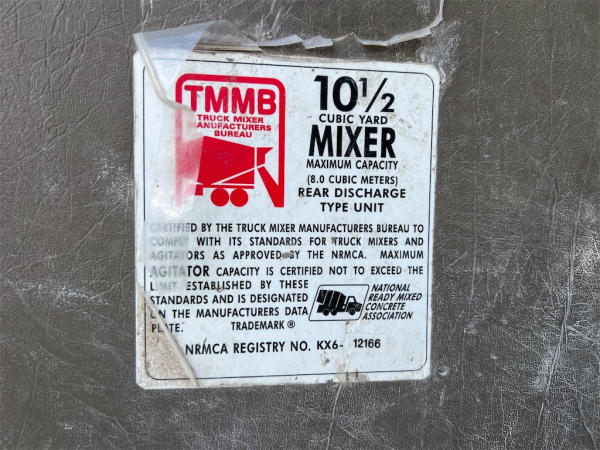 TMMB
TRUCK MIXER
MANUFACTURERS
BUREAU
10½
CUBIC YARD
MIXER
MAXIMUM CAPACITY
(8.0 CUBIC METERS)
REAR DISCHARGE
TYPE UNIT
CERTIFIED BY THE TRUCK MIXER MANUFACTURERS BUREAU TO
COMPLY WITH ITS STANDARDS FOR TRUCK MIXERS AND
AGITATORS AS APPROVED BY THE NRMCA. MAXIMUM
AGITATOR CAPACITY IS CERTIFIED NOT TO EXCEED THE
LIMIT ESTABLISHED BY THESE
STANDARDS AND IS DESIGNATED
ON THE MANUFACTURERS DATA
PLATE. TRADEMARK ®
NATIONAL
READY MIXED
CONCRETE
ASSOCIATION
NRMCA REGISTRY NO. KX6- 12166